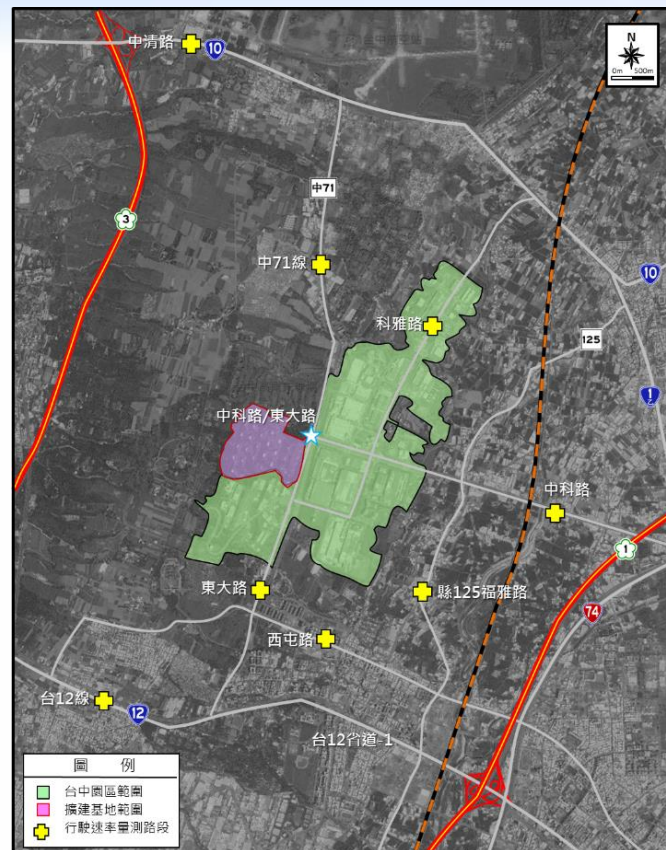 中清路
10
N
0m 500m
中71
3
中71線
10
科雅路
125
1
中科路/東大路
中科路
1
東大路
縣125福雅路
74
西屯路
台12線
12
台12省道-1
圖 例
台中園區範圍
擴建基地範圍
行駛速率量測路段